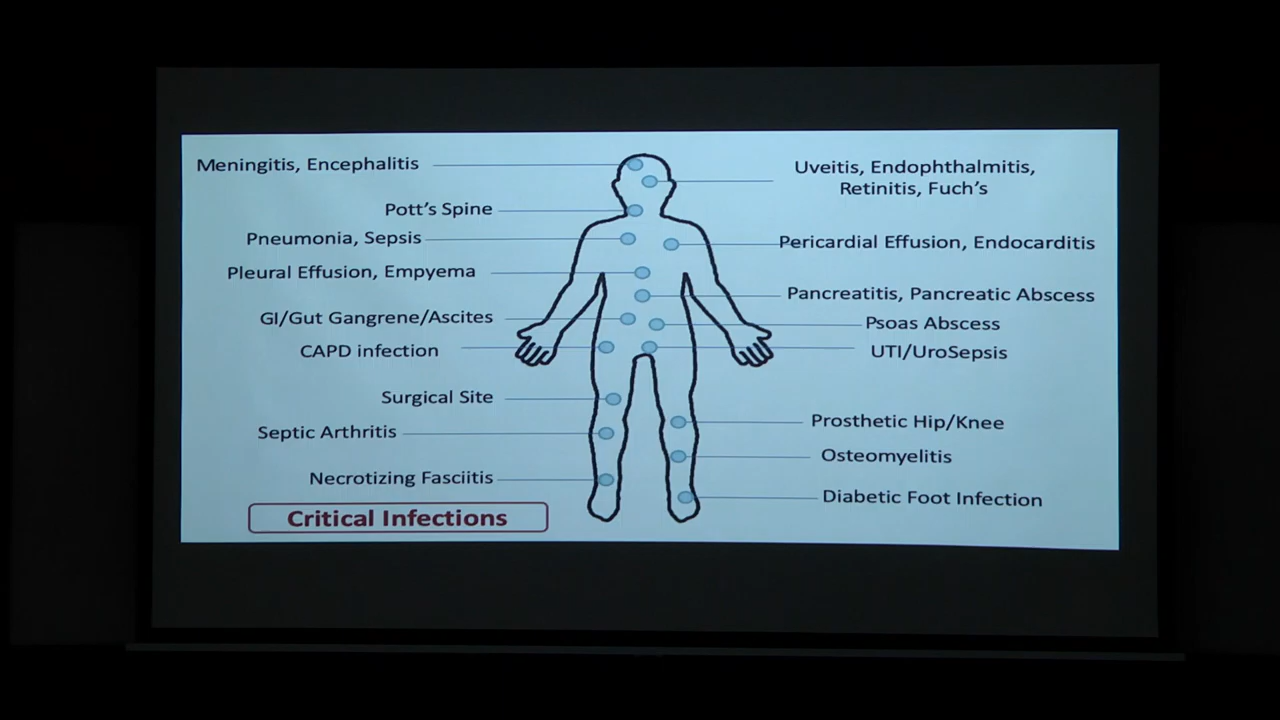 Meningitis, Encephalitis
Pott's Spine
Pneumonia, Sepsis
Pleural Effusion, Empyema
GI/Gut Gangrene/Ascites
CAPD infection
Surgical Site
Septic Arthritis
Necrotizing Fasciitis
Critical Infections
Uveitis, Endophthalmitis,
Retinitis, Fuch's
Pericardial Effusion, Endocarditis
Pancreatitis, Pancreatic Abscess
Psoas Abscess
UTI/UroSepsis
Prosthetic Hip/Knee
Osteomyelitis
Diabetic Foot Infection